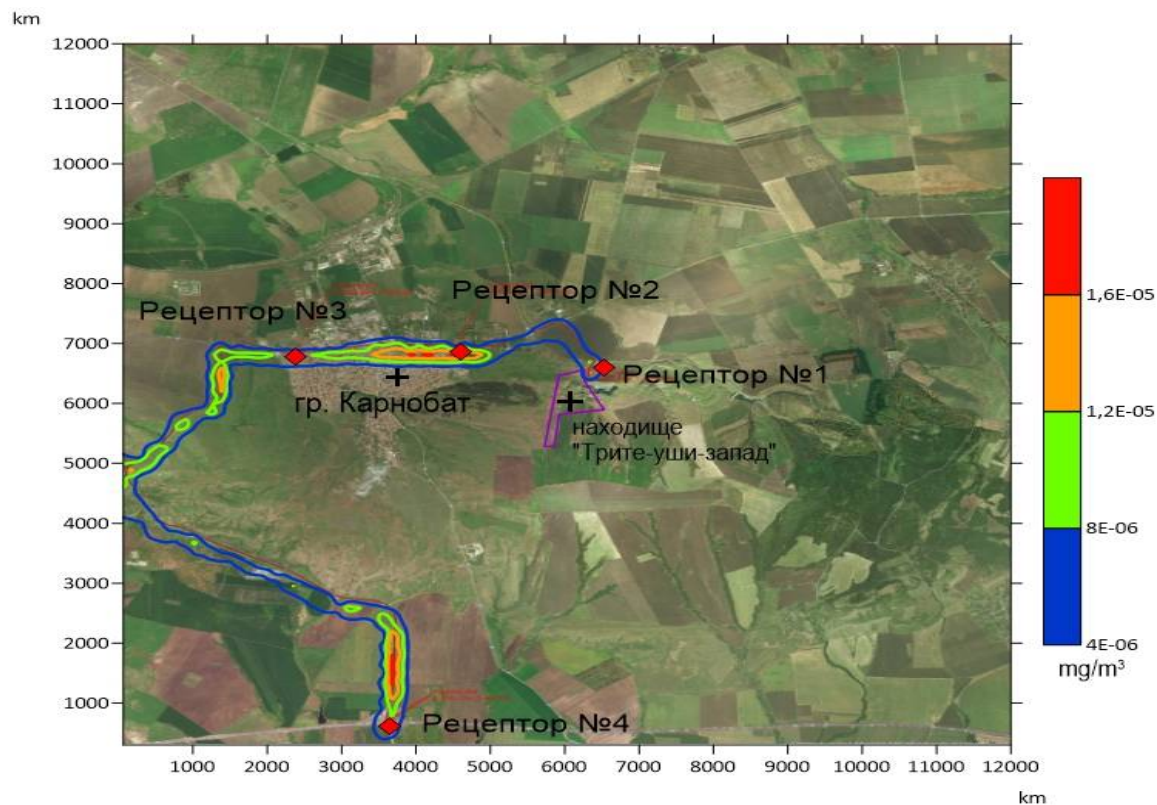 km
12000
11000
10000
9000
8000
7000
6000
5000
4000
3000
2000
1000
Рецептор №2
Рецептор №3
Рецептор №1
гр. Карнобат
находище
"Трите-уши-запад"
Рецептор №4
1000 2000 3000 4000 5000 6000 7000 8000 9000 10000 11000 12000
km
1,6E-05
1,2E-05
8E-06
4E-06
mg/m³